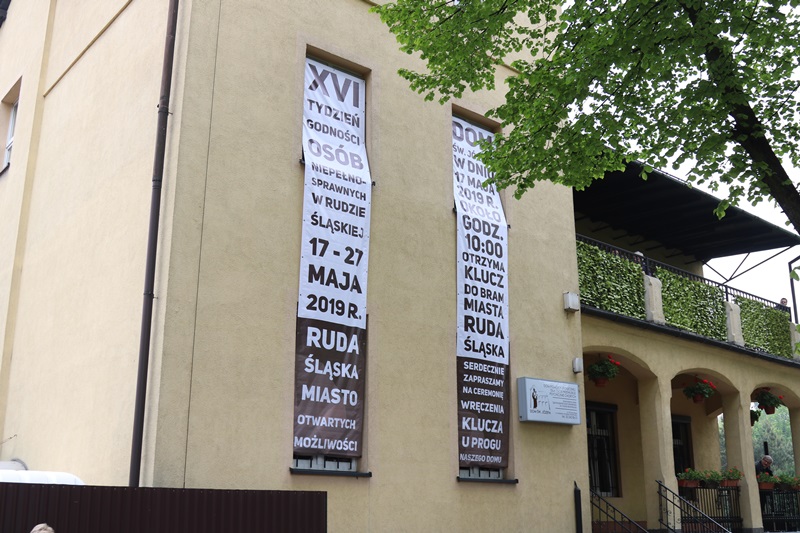 XVI
TYDZIEŃ
GODNOŚCI
OSÓB
NIEPEŁNO-
SPRAWNYCH
W RUDZIE
ŚLĄSKIEJ
17 - 27
MAJA
2019 R.
RUDA
ŚLĄSKA
MIASTO
OTWARTYCH
MOŻLIWOŚCI
DOM
ŚW.
W DNIU
17 MAJA
2019 R.
OKOŁO
GODZ.
10:00
OTRZYMA
KLUCZ
DO BRAM
MIASTA
RUDA
ŚLĄSKA
SERDECZNIE
ZAPRASZAMY
NA CEREMONIĘ
WRĘCZENIA
KLUCZA
U PROGU
NASZEGO DOMU